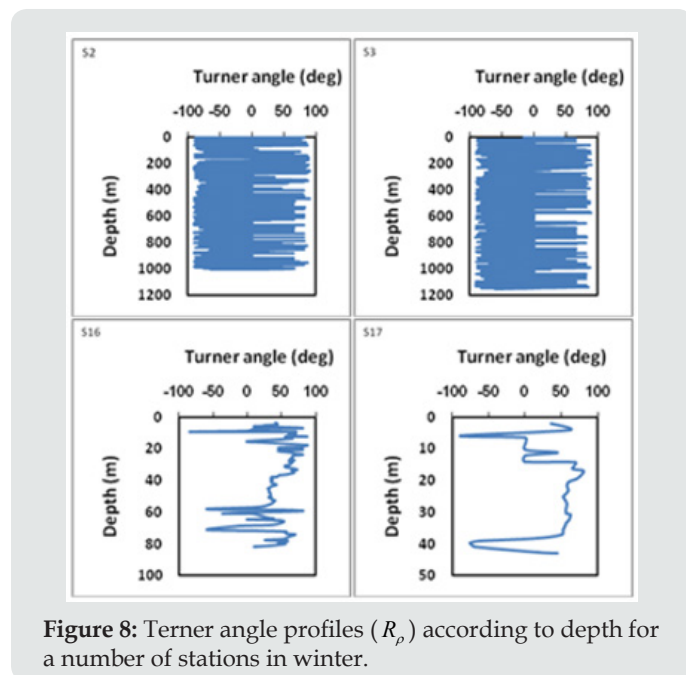 S2
Turner angle (deg)
-100 -50 0 50 100
0
200
400
600
800
1000
1200
Depth (m)
S3
Turner angle (deg)
-100 -50 0 50 100
0
200
400
600
800
1000
1200
Depth (m)
S16
Turner angle (deg)
-100 -50 0 50 100
0
20
40
60
80
100
Depth (m)
S17
Turner angle (deg)
-100 -50 0 50 100
0
10
20
30
40
50
Depth (m)
Figure 8: Terner angle profiles (Rρ) according to depth for
a number of stations in winter.